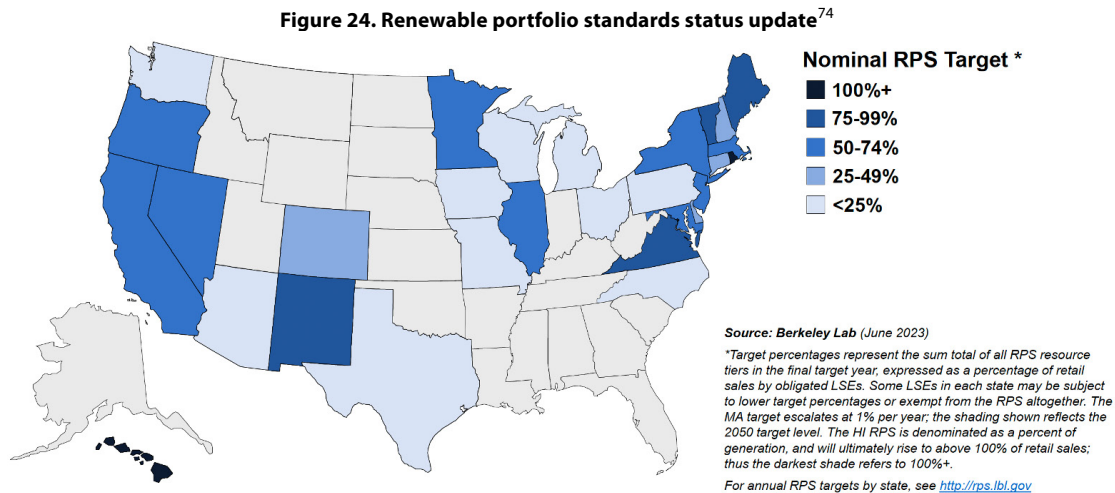 Figure 24. Renewable portfolio standards status update74
Nominal RPS Target *
100%+
75-99%
50-74%
25-49%
<25%
Source: Berkeley Lab (June 2023)
*Target percentages represent the sum total of all RPS resource
tiers in the final target year, expressed as a percentage of retail
sales by obligated LSEs. Some LSEs in each state may be subject
to lower target percentages or exempt from the RPS altogether. The
MA target escalates at 1% per year; the shading shown reflects the
2050 target level. The HI RPS is denominated as a percent of
generation, and will ultimately rise to above 100% of retail sales;
thus the darkest shade refers to 100%+.
For annual RPS targets by state, see http://rps.lbl.gov